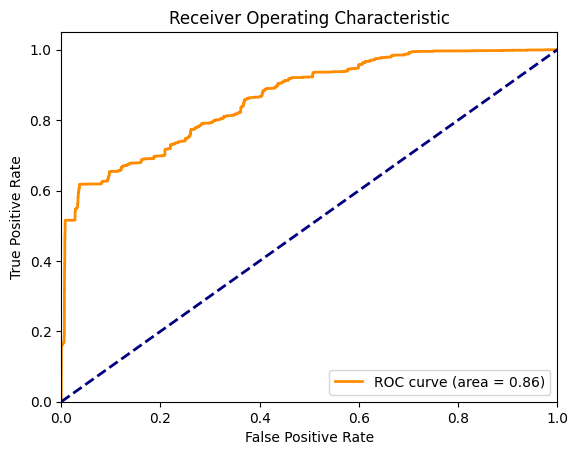 Receiver Operating Characteristic
True Positive Rate
1.0
0.8
0.6
0.4
0.2
0.0
ROC curve (area = 0.86)
0.0 0.2 0.4 0.6 0.8 1.0
False Positive Rate